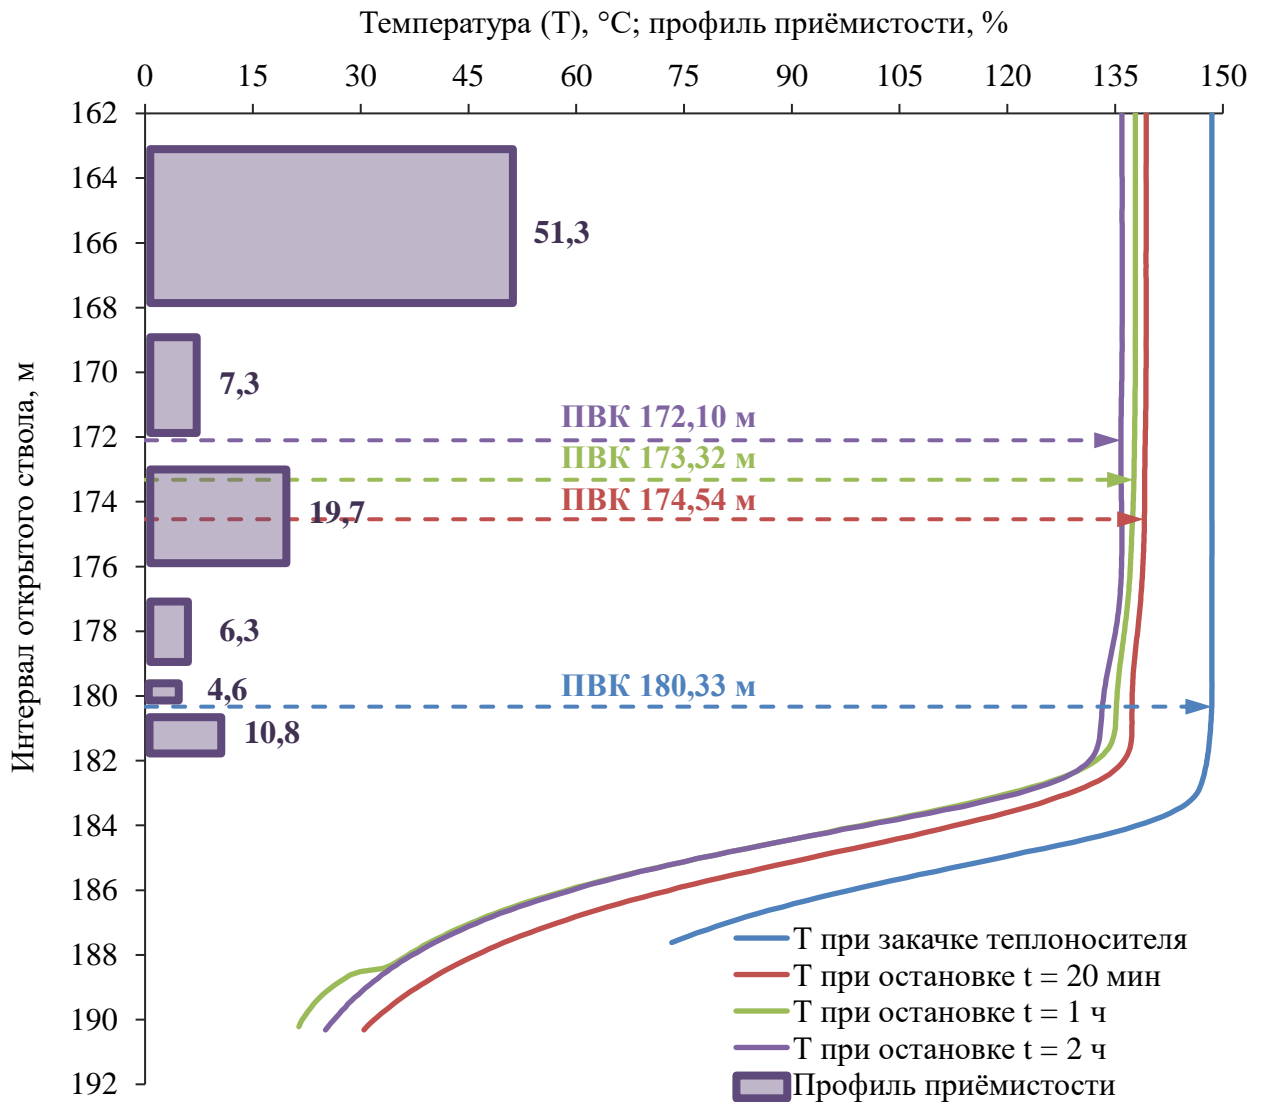 Температура (Т), °С; профиль приёмистости, %
0 15 30 45 60 75 90 105 120 135 150
Интервал открытого ствола, м
162
164
166
168
170
172
174
176
178
180
182
184
186
188
190
192
51,3
7,3
ПВК 172,10 м
ПВК 173,32 м
ПВК 174,54 м
19,7
6,3
ПВК 180,33 м
4,6
10,8
Т при закачке теплоносителя
Т при остановке t = 20 мин
Т при остановке t = 1 ч
Т при остановке t = 2 ч
Профиль приёмистости